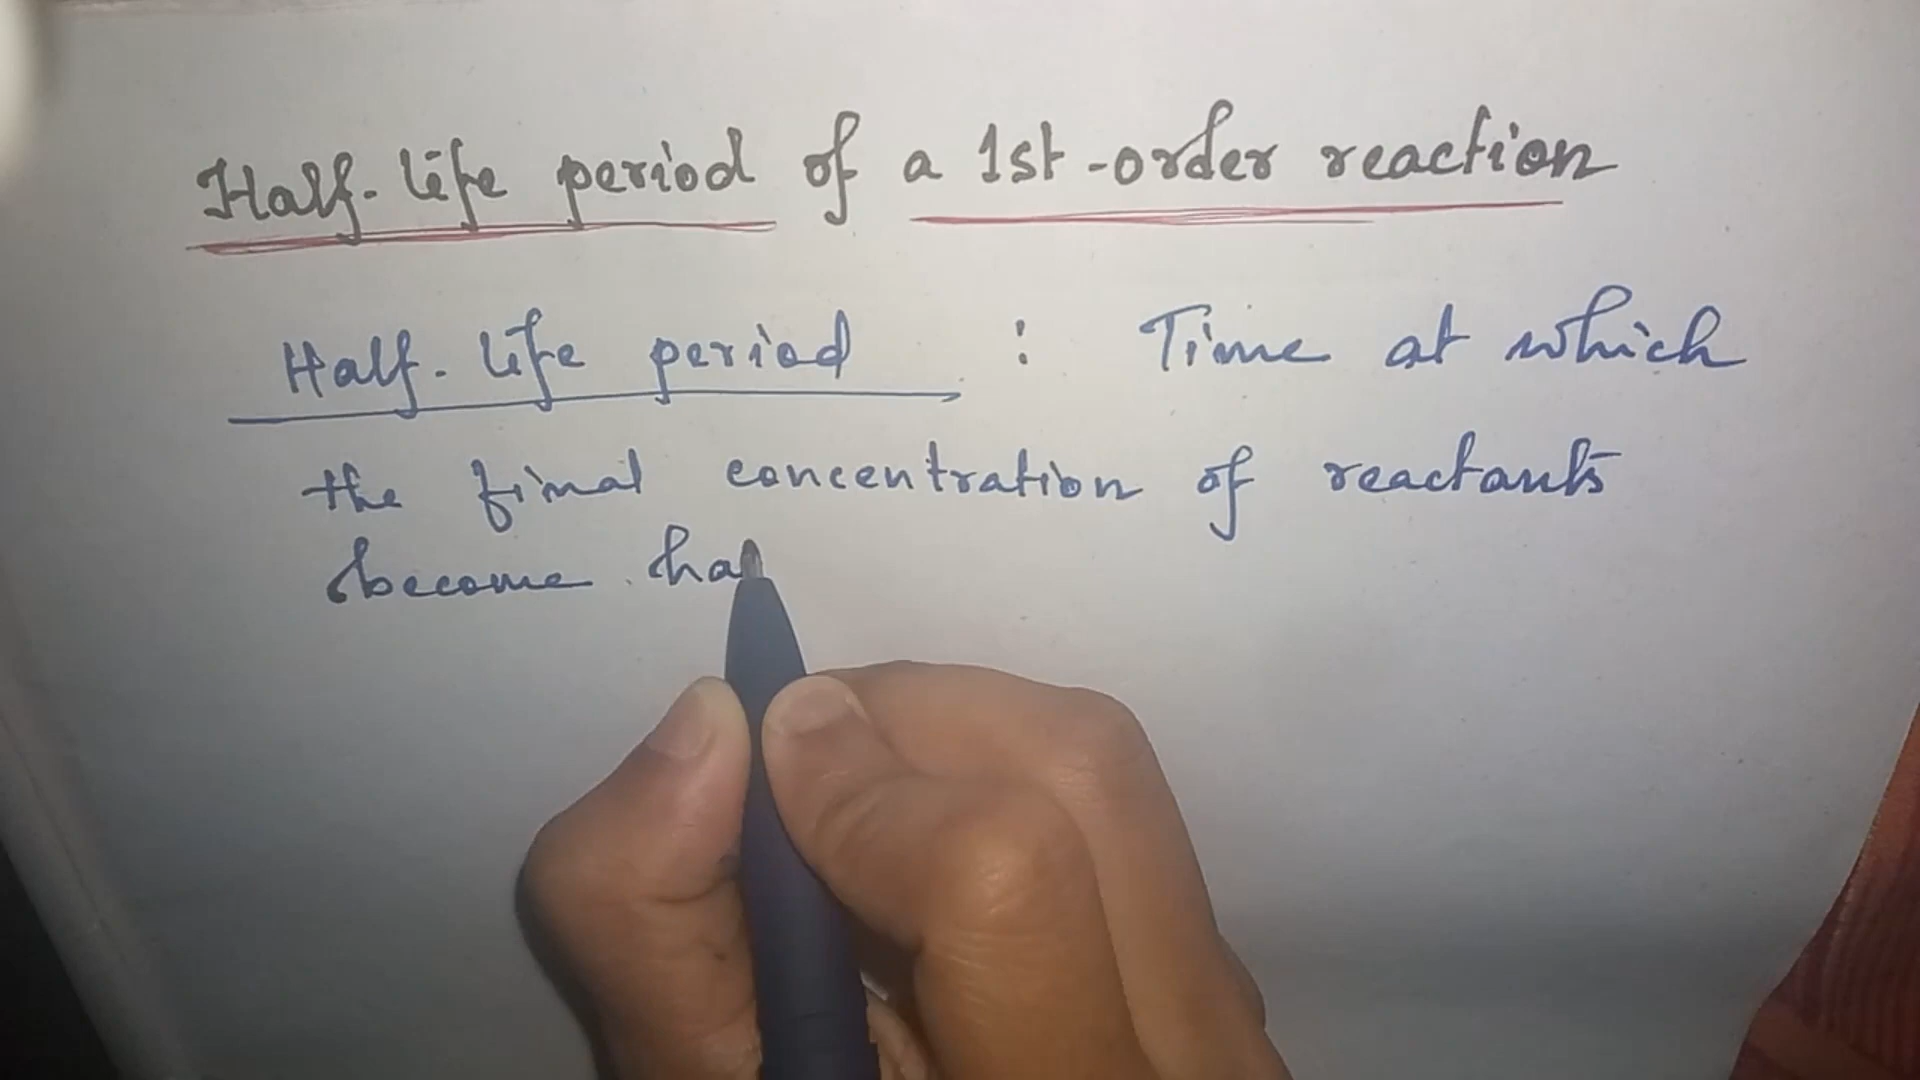 Half-life period of a 1st-order reaction
Half-life period : Time at which
the final concentration of reactants
become ha